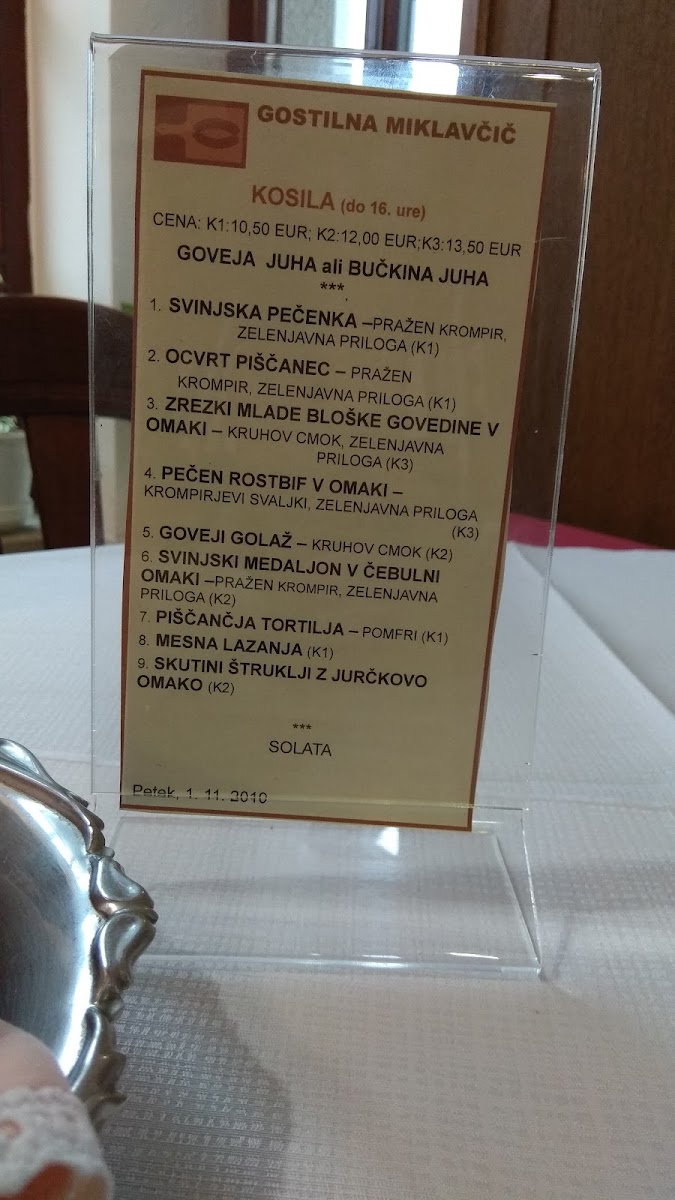 GOSTILNA MIKLAVČIČ
KOSILA (do 16. ure)
CENA: K1:10,50 EUR; K2:12,00 EUR;K3:13,50 EUR
GOVEJA JUHA ali BUČKINA JUHA
***
1. SVINJSKA PEČENKA –PRAŽEN KROMPIR,
ZELENJAVNA PRILOGA (K1)
2. OCVRT PIŠČANEC – PRAŽEN
KROMPIR, ZELENJAVNA PRILOGA (K1)
3. ZREZKI MLADE BLOŠKE GOVEDINE V
OMAKI – KRUHOV CMOK, ZELENJAVNA
PRILOGA (K3)
4. PEČEN ROSTBIF V OMAKI –
KROMPIRJEVI SVALJKI, ZELENJAVNA PRILOGA
(K3)
5. GOVEJI GOLAŽ – KRUHOV CMOK (K2)
6. SVINJSKI MEDALJON V ČEBULNI
OMAKI –PRAŽEN KROMPIR, ZELENJAVNA
PRILOGA (K2)
7. PIŠČANČJA TORTILJA – POMFRI (K1)
8. MESNA LAZANJA (K1)
9. SKUTINI ŠTRUKLJI Z JURČKOVO
OMAKO (K2)
***
SOLATA
Petek, 1. 11. 2010